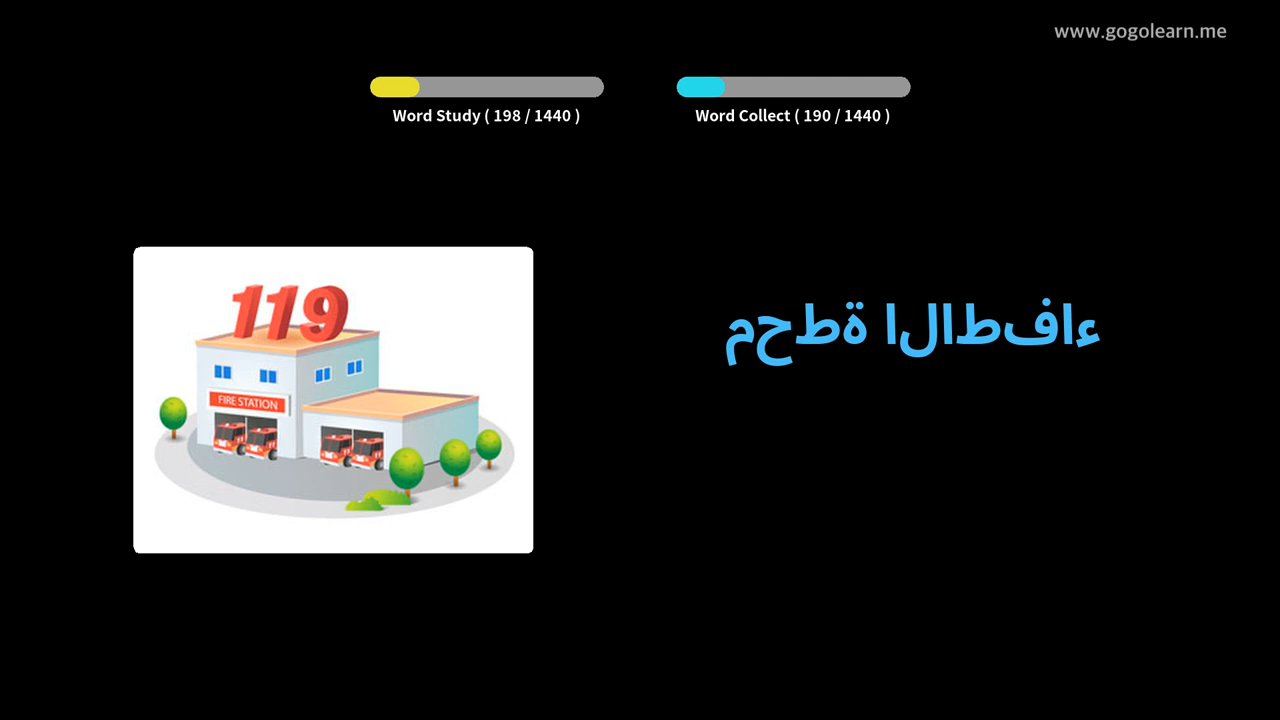 www.gogolearn.me
Word Study ( 198 / 1440 )
Word Collect ( 190 / 1440 )
119
FIRE STATION
محطة الاطفاء